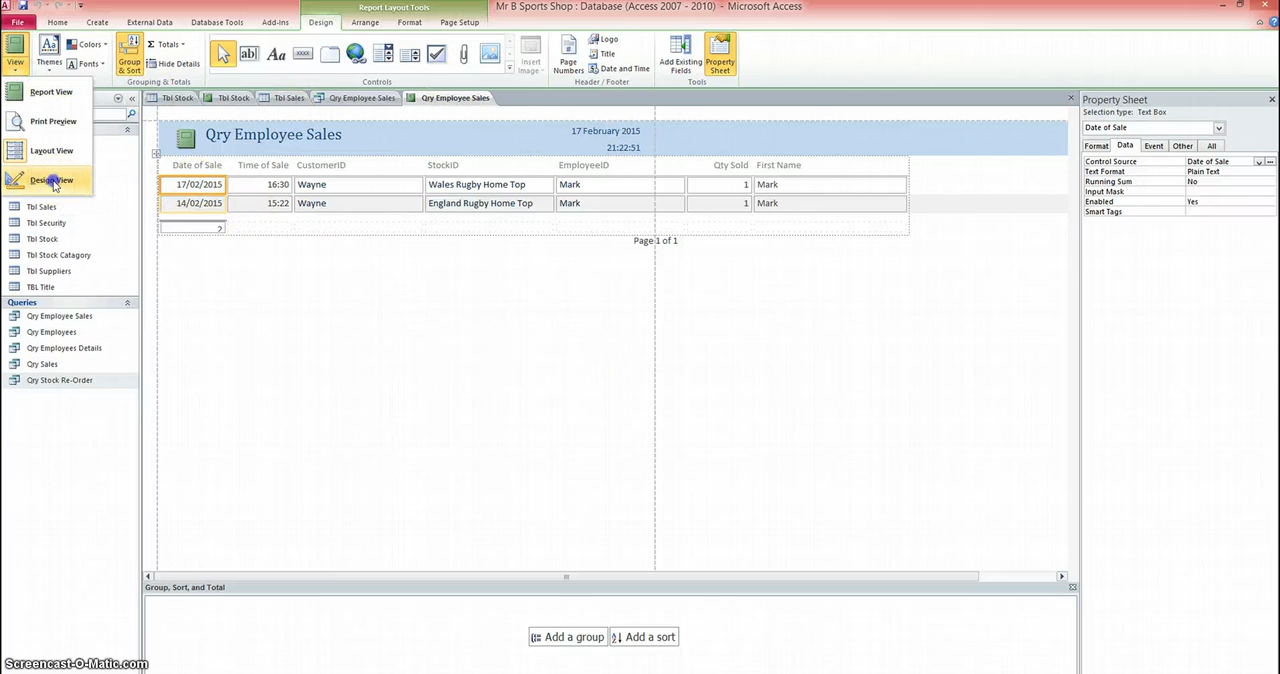 Report Layout Tools
Mr B Sports Shop : Database (Access 2007 - 2010) - Microsoft Access
File Home Create External Data Database Tools Add-Ins Design Arrange Format Page Setup
View Themes Colors Fonts Group & Sort Σ Totals Hide Details ab| Aa xxxx Insert Image Page Numbers Logo Title Date and Time Add Existing Fields Property Sheet
Grouping & Totals Controls Header / Footer Tools
Report View
Print Preview
Layout View
Design View
Tbl Sales
Tbl Security
Tbl Stock
Tbl Stock Catagory
Tbl Suppliers
TBL Title
Queries
Qry Employee Sales
Qry Employees
Qry Employees Details
Qry Sales
Qry Stock Re-Order
Tbl Stock Tbl Stock Tbl Sales Qry Employee Sales Qry Employee Sales
Qry Employee Sales
17 February 2015
21:22:51
Date of Sale Time of Sale CustomerID StockID EmployeeID Qty Sold First Name
17/02/2015 16:30 Wayne Wales Rugby Home Top Mark 1 Mark
14/02/2015 15:22 Wayne England Rugby Home Top Mark 1 Mark
2
Page 1 of 1
Group, Sort, and Total
Add a group Add a sort
Property Sheet
Selection type: Text Box
Date of Sale
Format Data Event Other All
Control Source Date of Sale
Text Format Plain Text
Running Sum No
Input Mask
Enabled Yes
Smart Tags
Screencast-O-Matic.com